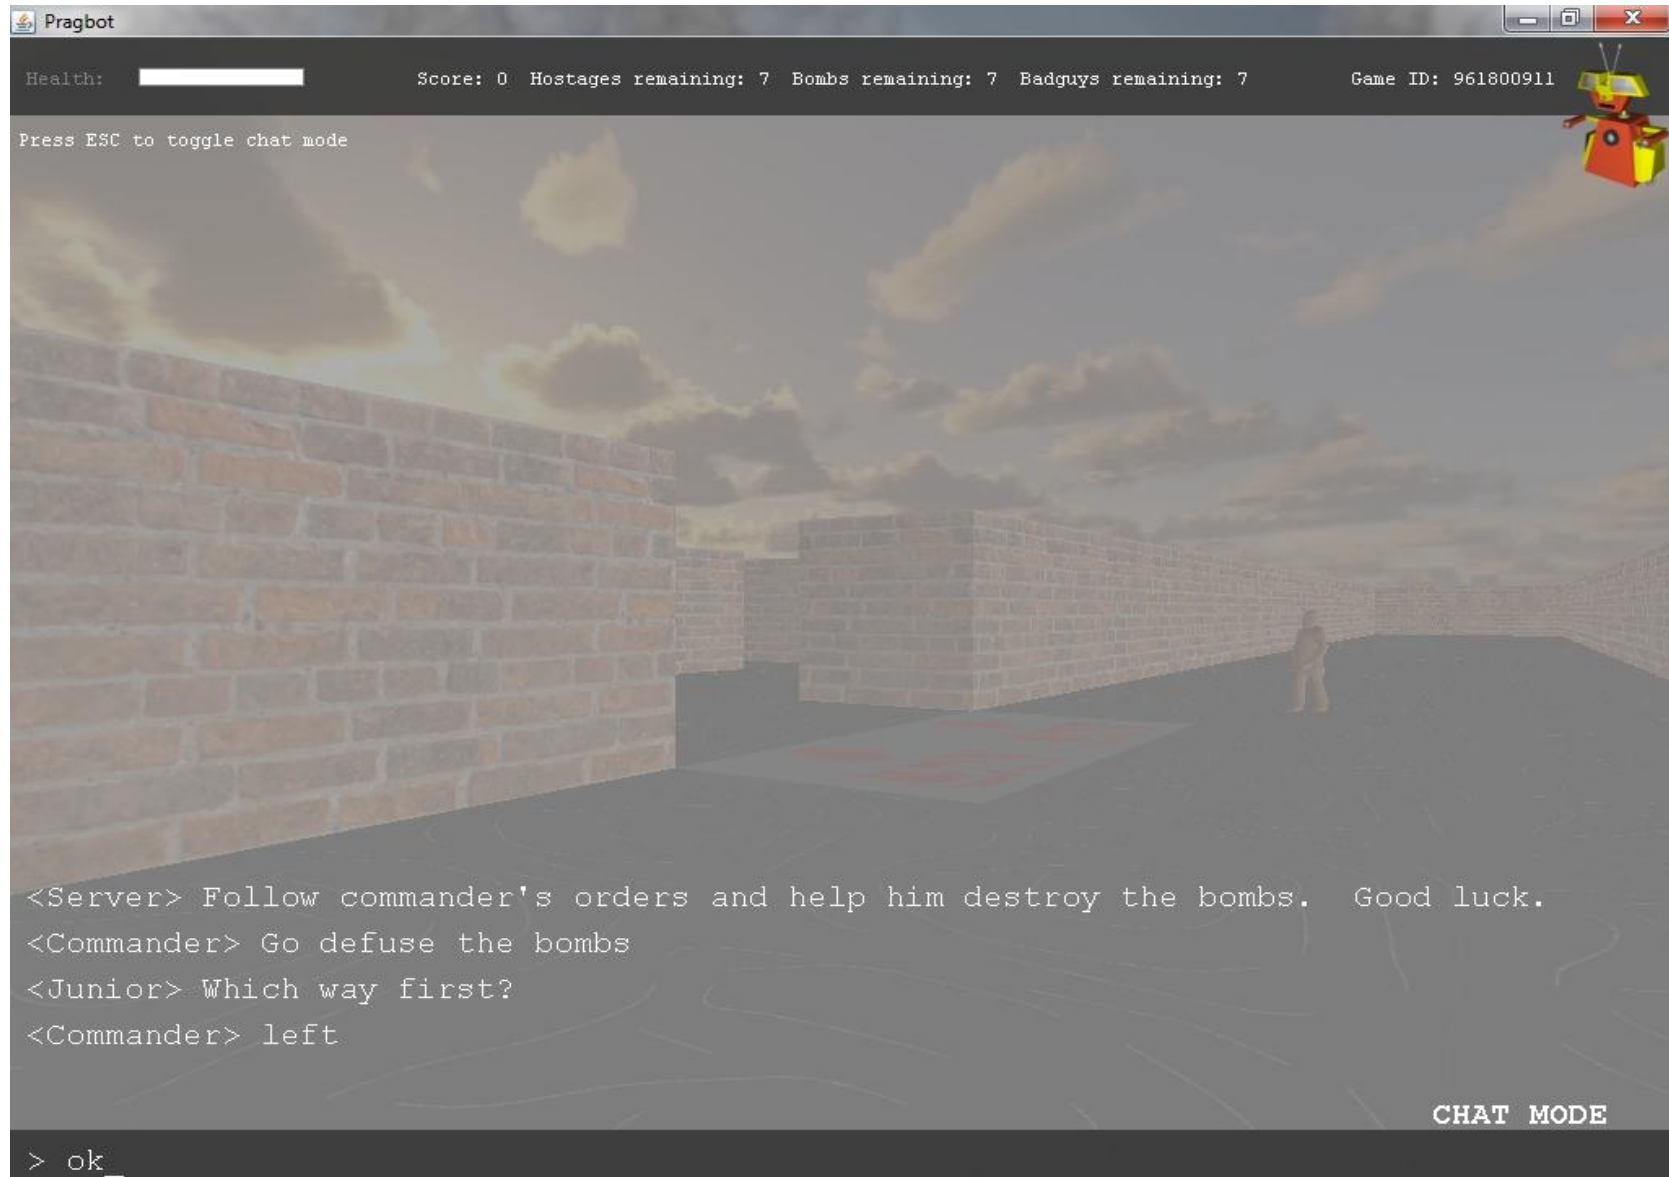 Pragbot
Health: Score: 0 Hostages remaining: 7 Bombs remaining: 7 Badguys remaining: 7 Game ID: 961800911
Press ESC to toggle chat mode
<Server> Follow commander's orders and help him destroy the bombs.  Good luck.
<Commander> Go defuse the bombs
<Junior> Which way first?
<Commander> left
CHAT MODE
> ok_